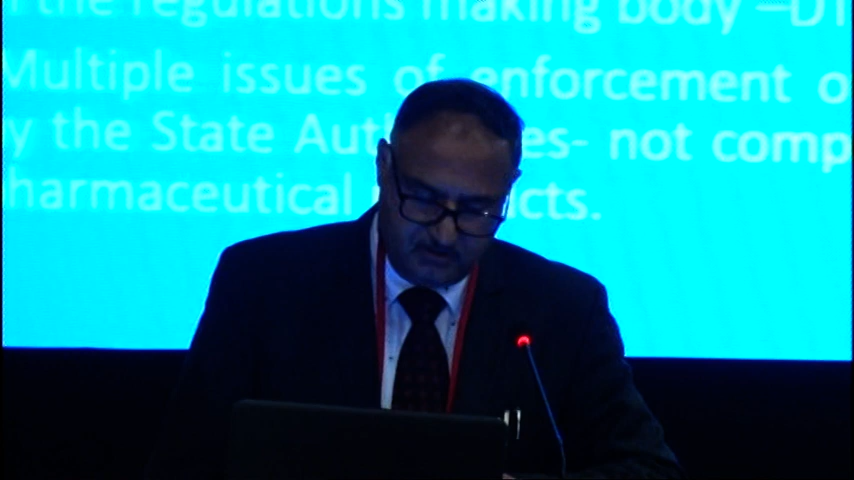 the regulations making body –DT
Multiple issues of enforcement o
y the State Auth es- not comp
harmaceutical cts.